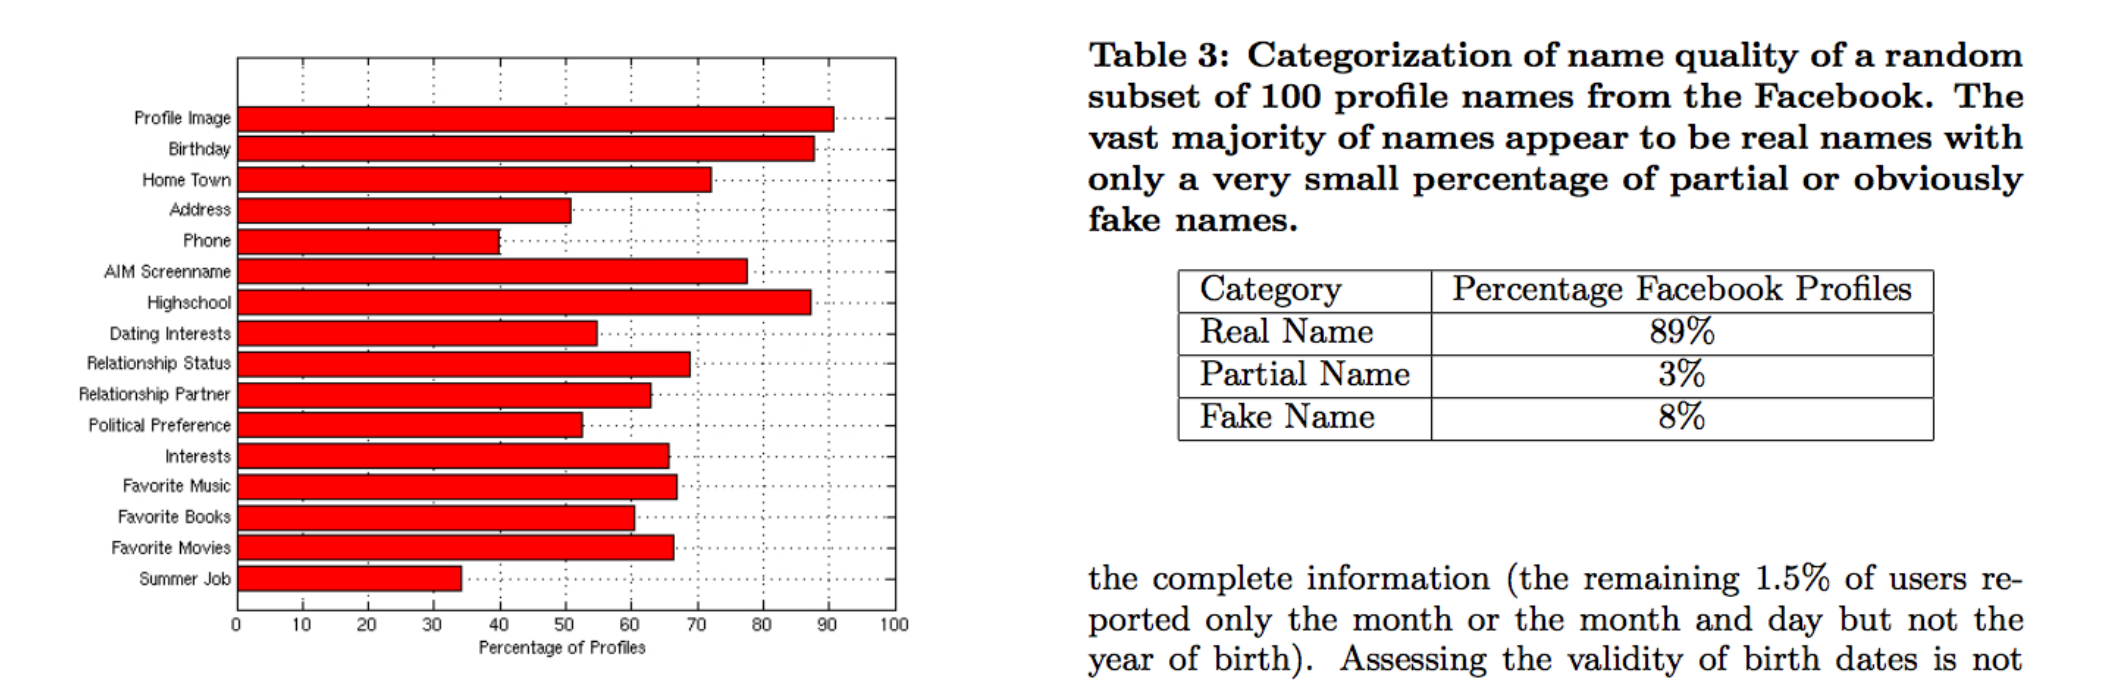 Profile Image
Birthday
Home Town
Address
Phone
AIM Screenname
Highschool
Dating Interests
Relationship Status
Relationship Partner
Political Preference
Interests
Favorite Music
Favorite Books
Favorite Movies
Summer Job
0 10 20 30 40 50 60 70 80 90 100
Percentage of Profiles
Table 3: Categorization of name quality of a random
subset of 100 profile names from the Facebook. The
vast majority of names appear to be real names with
only a very small percentage of partial or obviously
fake names.
Category Percentage Facebook Profiles
Real Name 89%
Partial Name 3%
Fake Name 8%
the complete information (the remaining 1.5% of users re-
ported only the month or the month and day but not the
year of birth). Assessing the validity of birth dates is not